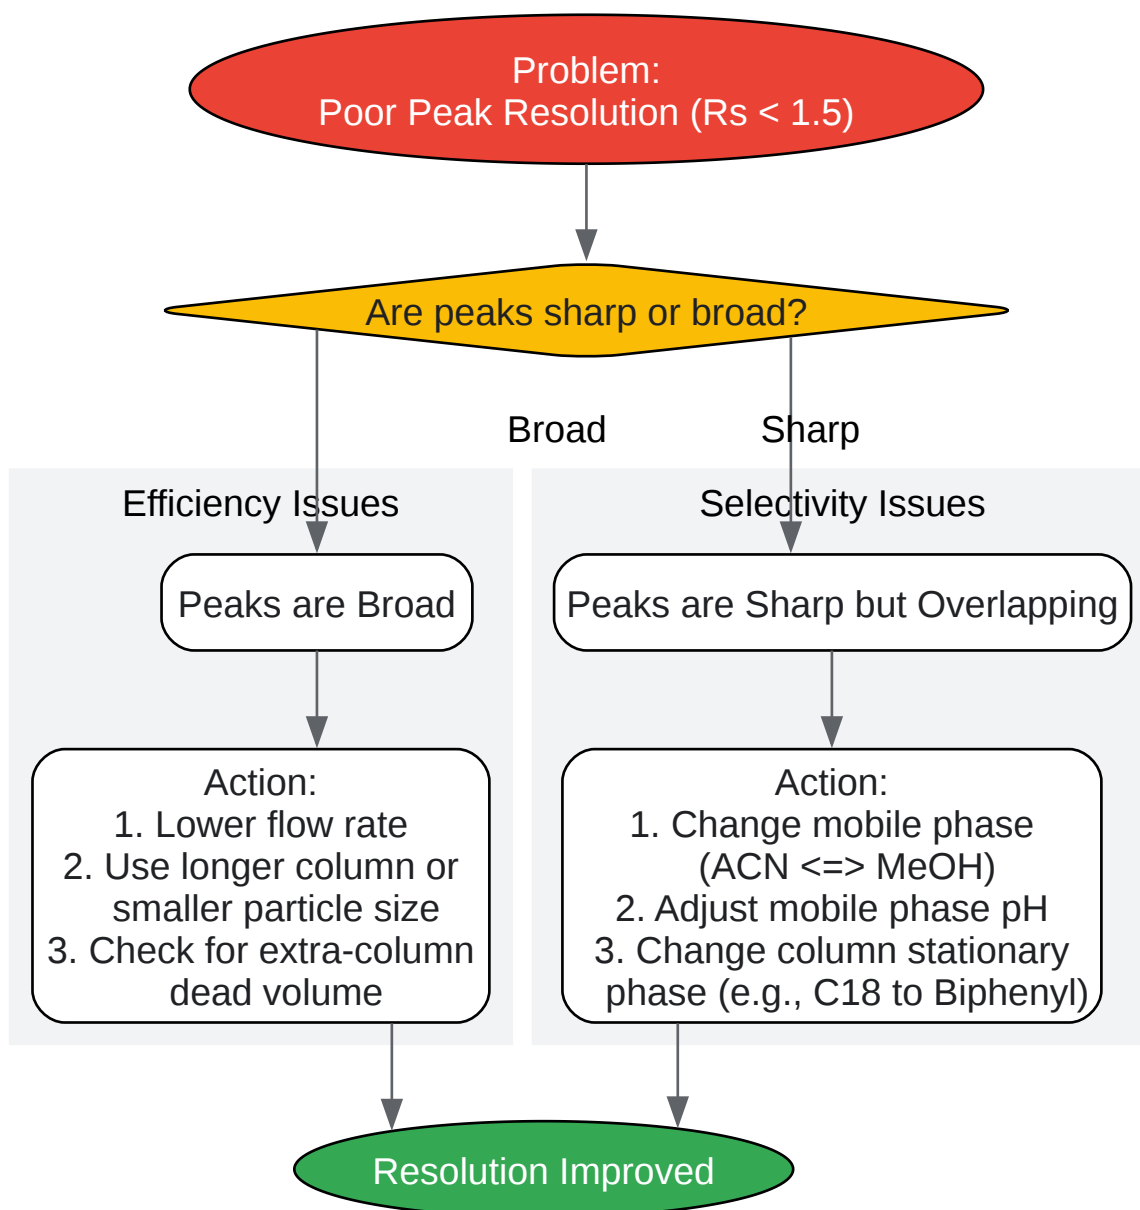 Problem:
Poor Peak Resolution (Rs < 1.5)
Are peaks sharp or broad?
Broad
Sharp
Efficiency Issues
Peaks are Broad
Action:
1. Lower flow rate
2. Use longer column or
smaller particle size
3. Check for extra-column
dead volume
Selectivity Issues
Peaks are Sharp but Overlapping
Action:
1. Change mobile phase
(ACN <=> MeOH)
2. Adjust mobile phase pH
3. Change column stationary
phase (e.g., C18 to Biphenyl)
Resolution Improved